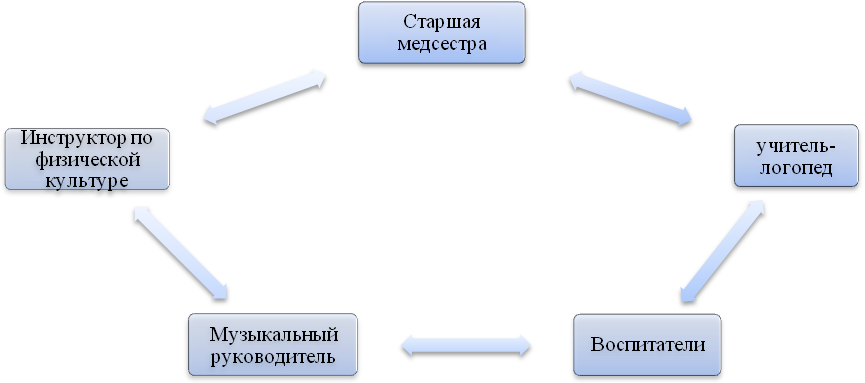 Старшая
медсестра
Инструктор по
физической
культуре
учитель-
логопед
Музыкальный
руководитель
Воспитатели